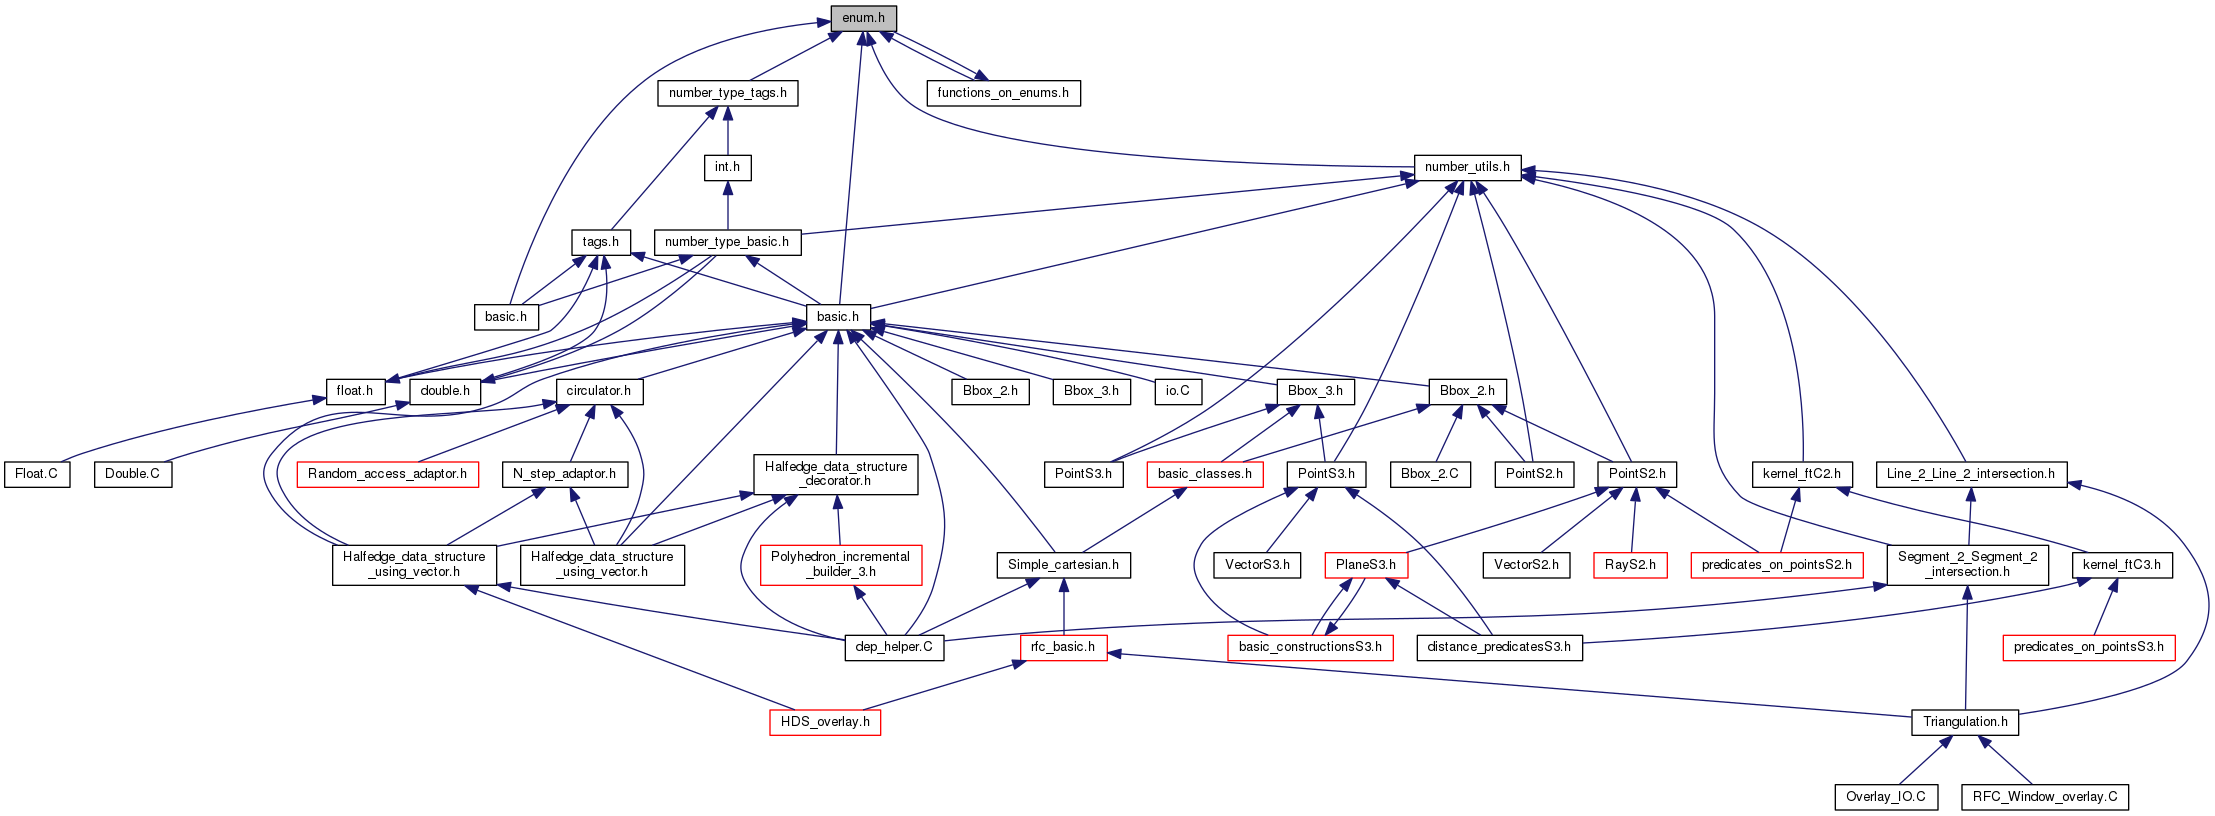 enum.h
number_type_tags.h
functions_on_enums.h
int.h
number_utils.h
tags.h
number_type_basic.h
basic.h
basic.h
float.h
double.h
circulator.h
Bbox_2.h
Bbox_3.h
io.C
Bbox_3.h
Bbox_2.h
Float.C
Double.C
Random_access_adaptor.h
N_step_adaptor.h
Halfedge_data_structure
_decorator.h
PointS3.h
basic_classes.h
PointS3.h
Bbox_2.C
PointS2.h
PointS2.h
kernel_ftC2.h
Line_2_Line_2_intersection.h
Halfedge_data_structure
_using_vector.h
Halfedge_data_structure
_using_vector.h
Polyhedron_incremental
_builder_3.h
Simple_cartesian.h
VectorS3.h
PlaneS3.h
VectorS2.h
RayS2.h
predicates_on_pointsS2.h
Segment_2_Segment_2
_intersection.h
kernel_ftC3.h
dep_helper.C
rfc_basic.h
basic_constructionsS3.h
distance_predicatesS3.h
predicates_on_pointsS3.h
HDS_overlay.h
Triangulation.h
Overlay_IO.C
RFC_Window_overlay.C